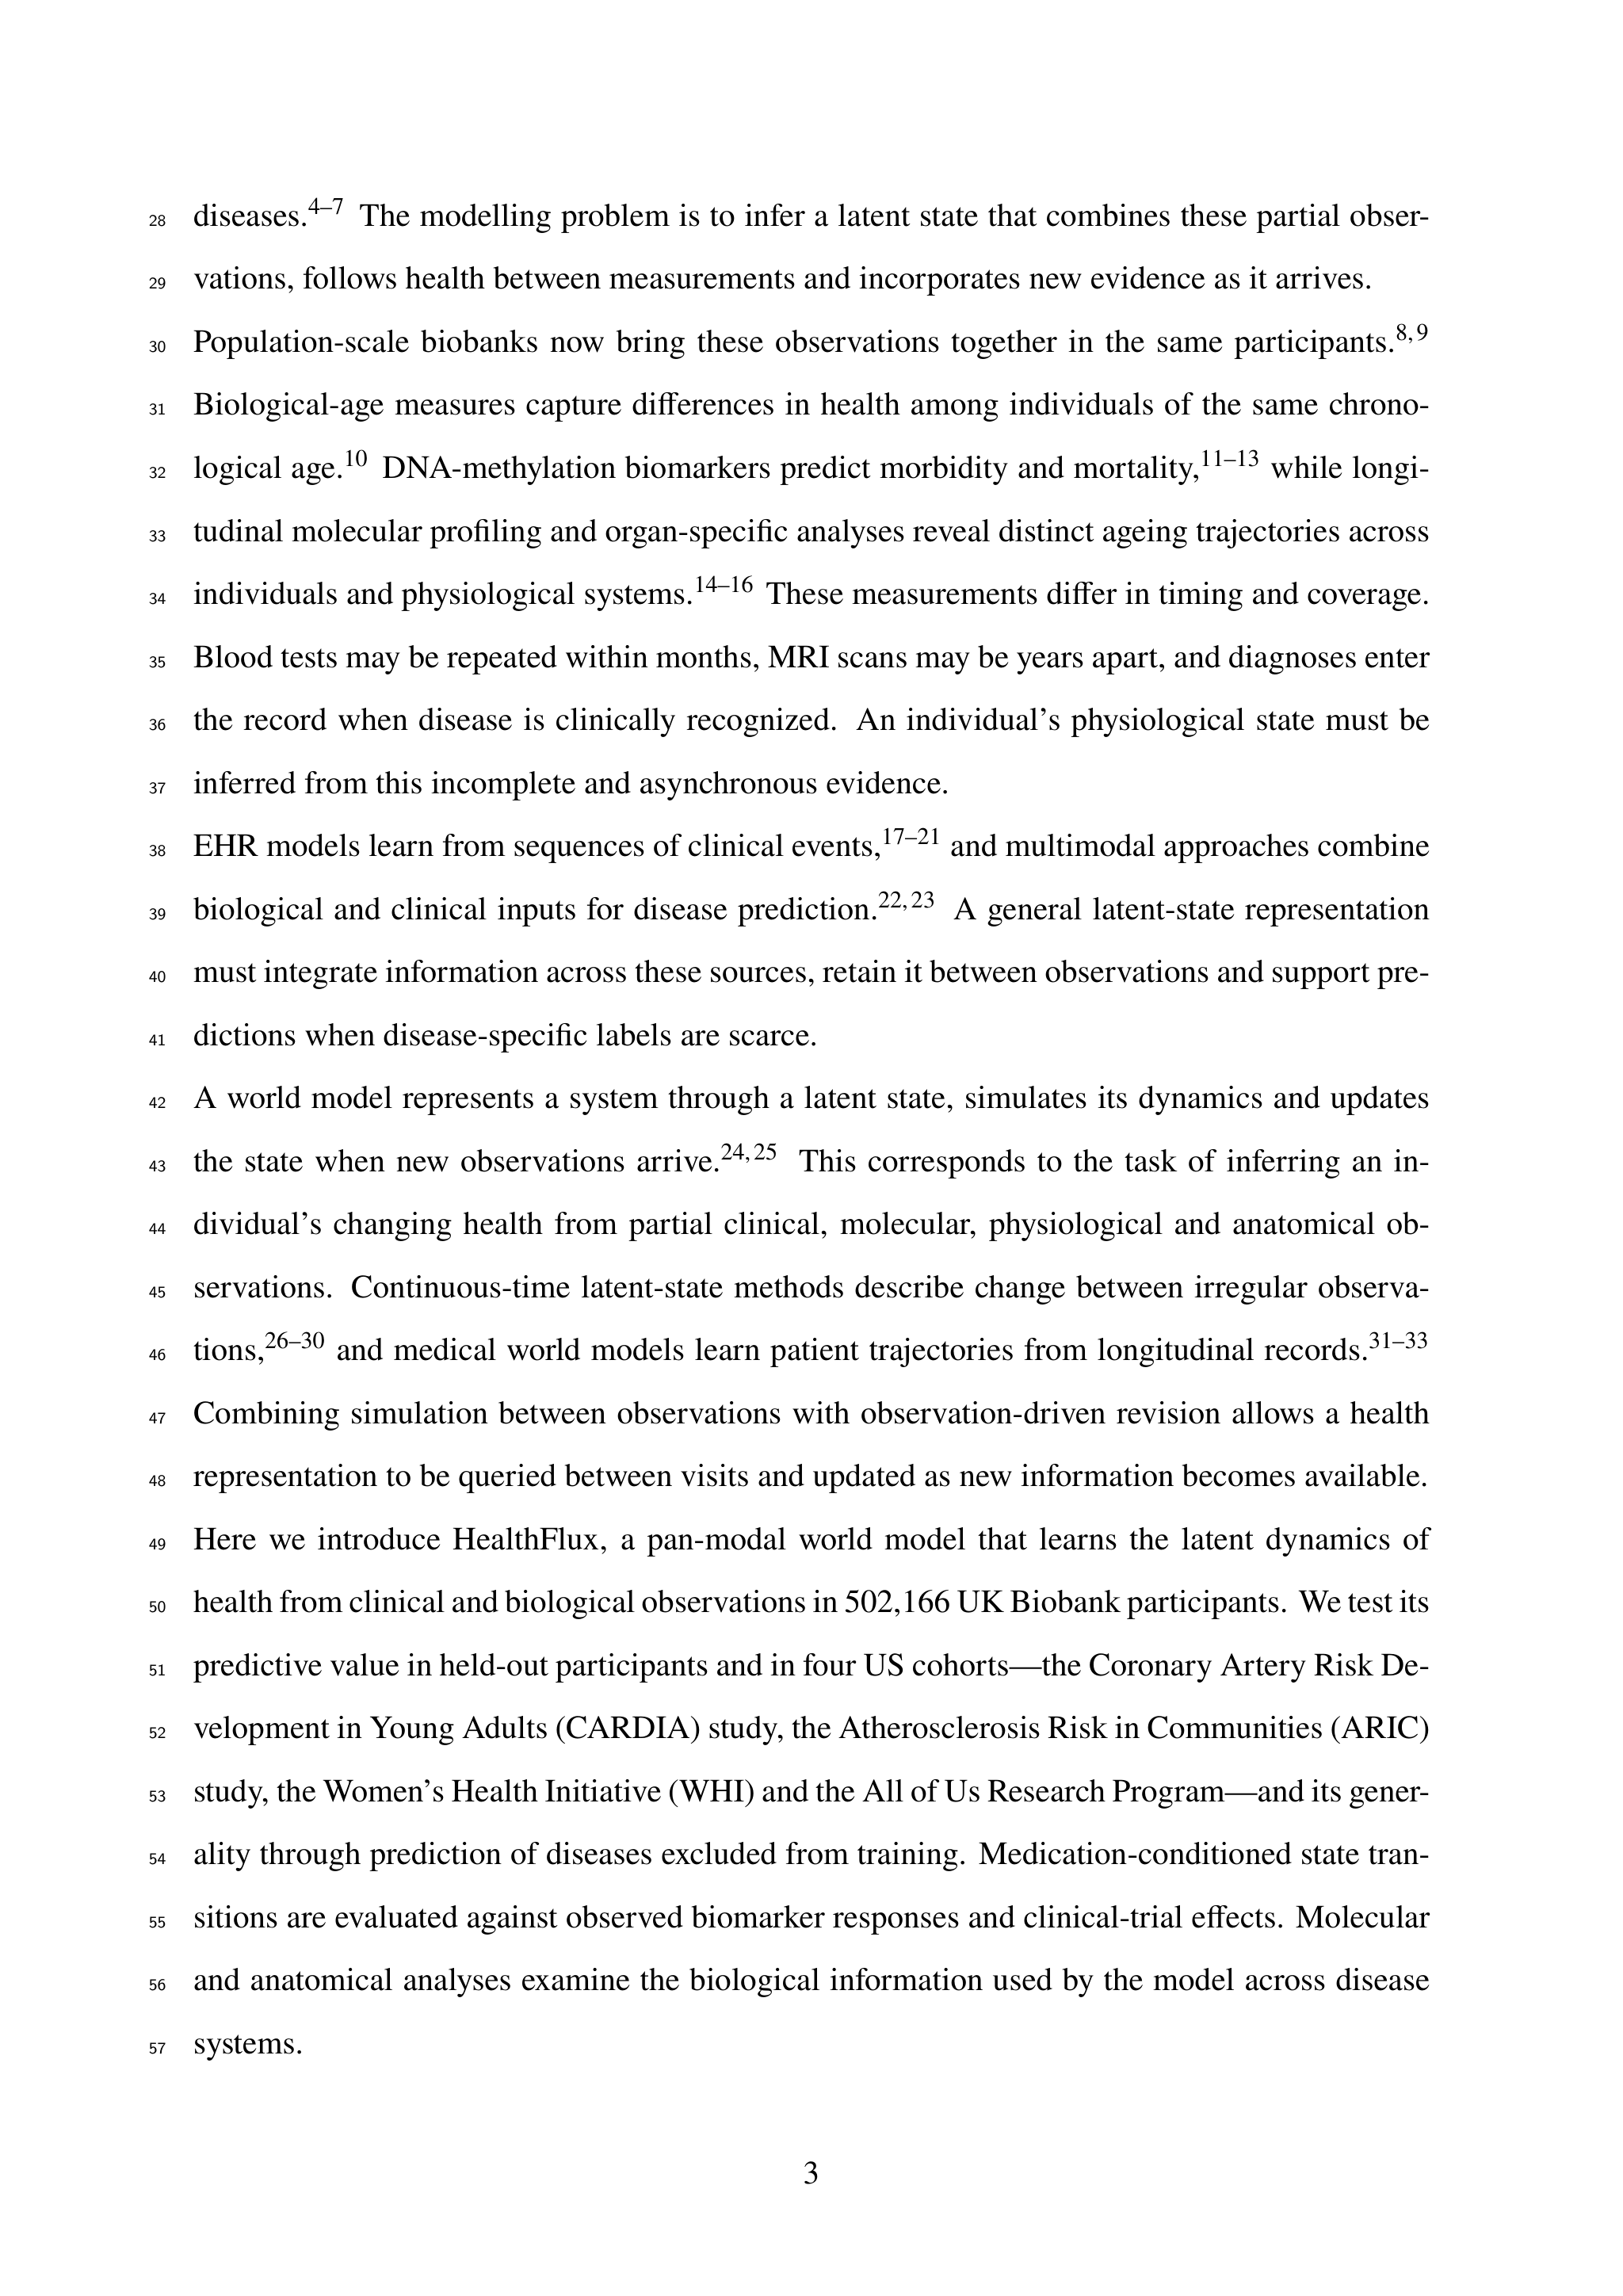 28 diseases.4–7 The modelling problem is to infer a latent state that combines these partial obser-
29 vations, follows health between measurements and incorporates new evidence as it arrives.
30 Population-scale biobanks now bring these observations together in the same participants.8,9
31 Biological-age measures capture differences in health among individuals of the same chrono-
32 logical age.10 DNA-methylation biomarkers predict morbidity and mortality,11–13 while longi-
33 tudinal molecular profiling and organ-specific analyses reveal distinct ageing trajectories across
34 individuals and physiological systems.14–16 These measurements differ in timing and coverage.
35 Blood tests may be repeated within months, MRI scans may be years apart, and diagnoses enter
36 the record when disease is clinically recognized. An individual's physiological state must be
37 inferred from this incomplete and asynchronous evidence.
38 EHR models learn from sequences of clinical events,17–21 and multimodal approaches combine
39 biological and clinical inputs for disease prediction.22,23 A general latent-state representation
40 must integrate information across these sources, retain it between observations and support pre-
41 dictions when disease-specific labels are scarce.
42 A world model represents a system through a latent state, simulates its dynamics and updates
43 the state when new observations arrive.24,25 This corresponds to the task of inferring an in-
44 dividual's changing health from partial clinical, molecular, physiological and anatomical ob-
45 servations. Continuous-time latent-state methods describe change between irregular observa-
46 tions,26–30 and medical world models learn patient trajectories from longitudinal records.31–33
47 Combining simulation between observations with observation-driven revision allows a health
48 representation to be queried between visits and updated as new information becomes available.
49 Here we introduce HealthFlux, a pan-modal world model that learns the latent dynamics of
50 health from clinical and biological observations in 502,166 UK Biobank participants. We test its
51 predictive value in held-out participants and in four US cohorts—the Coronary Artery Risk De-
52 velopment in Young Adults (CARDIA) study, the Atherosclerosis Risk in Communities (ARIC)
53 study, the Women's Health Initiative (WHI) and the All of Us Research Program—and its gener-
54 ality through prediction of diseases excluded from training. Medication-conditioned state tran-
55 sitions are evaluated against observed biomarker responses and clinical-trial effects. Molecular
56 and anatomical analyses examine the biological information used by the model across disease
57 systems.
3